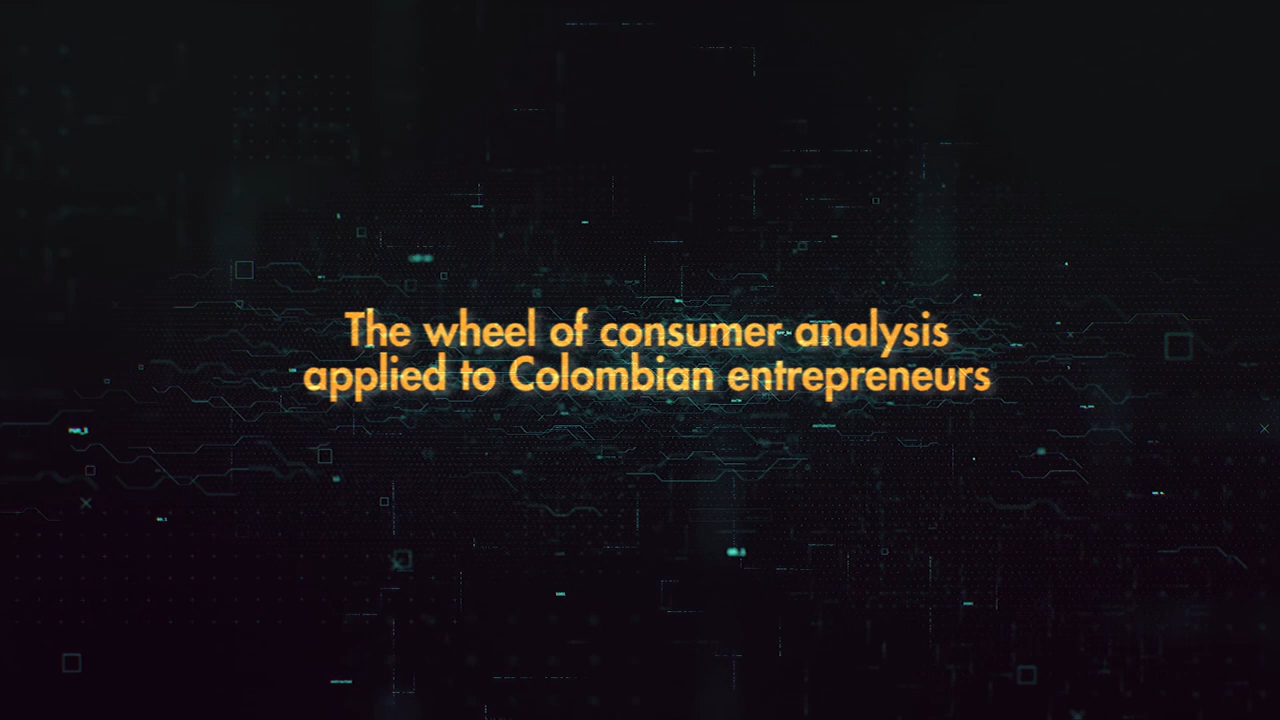 The wheel of consumer analysis
applied to Colombian entrepreneurs